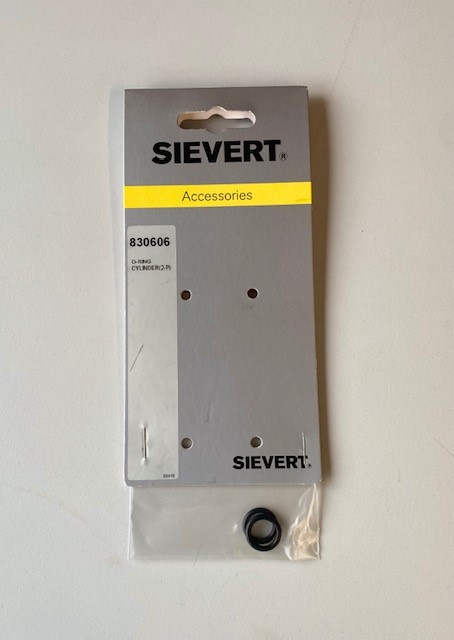 SIEVERT®
Accessories
830606
O-RING
CYLINDER(2-P)
SIEVERT®